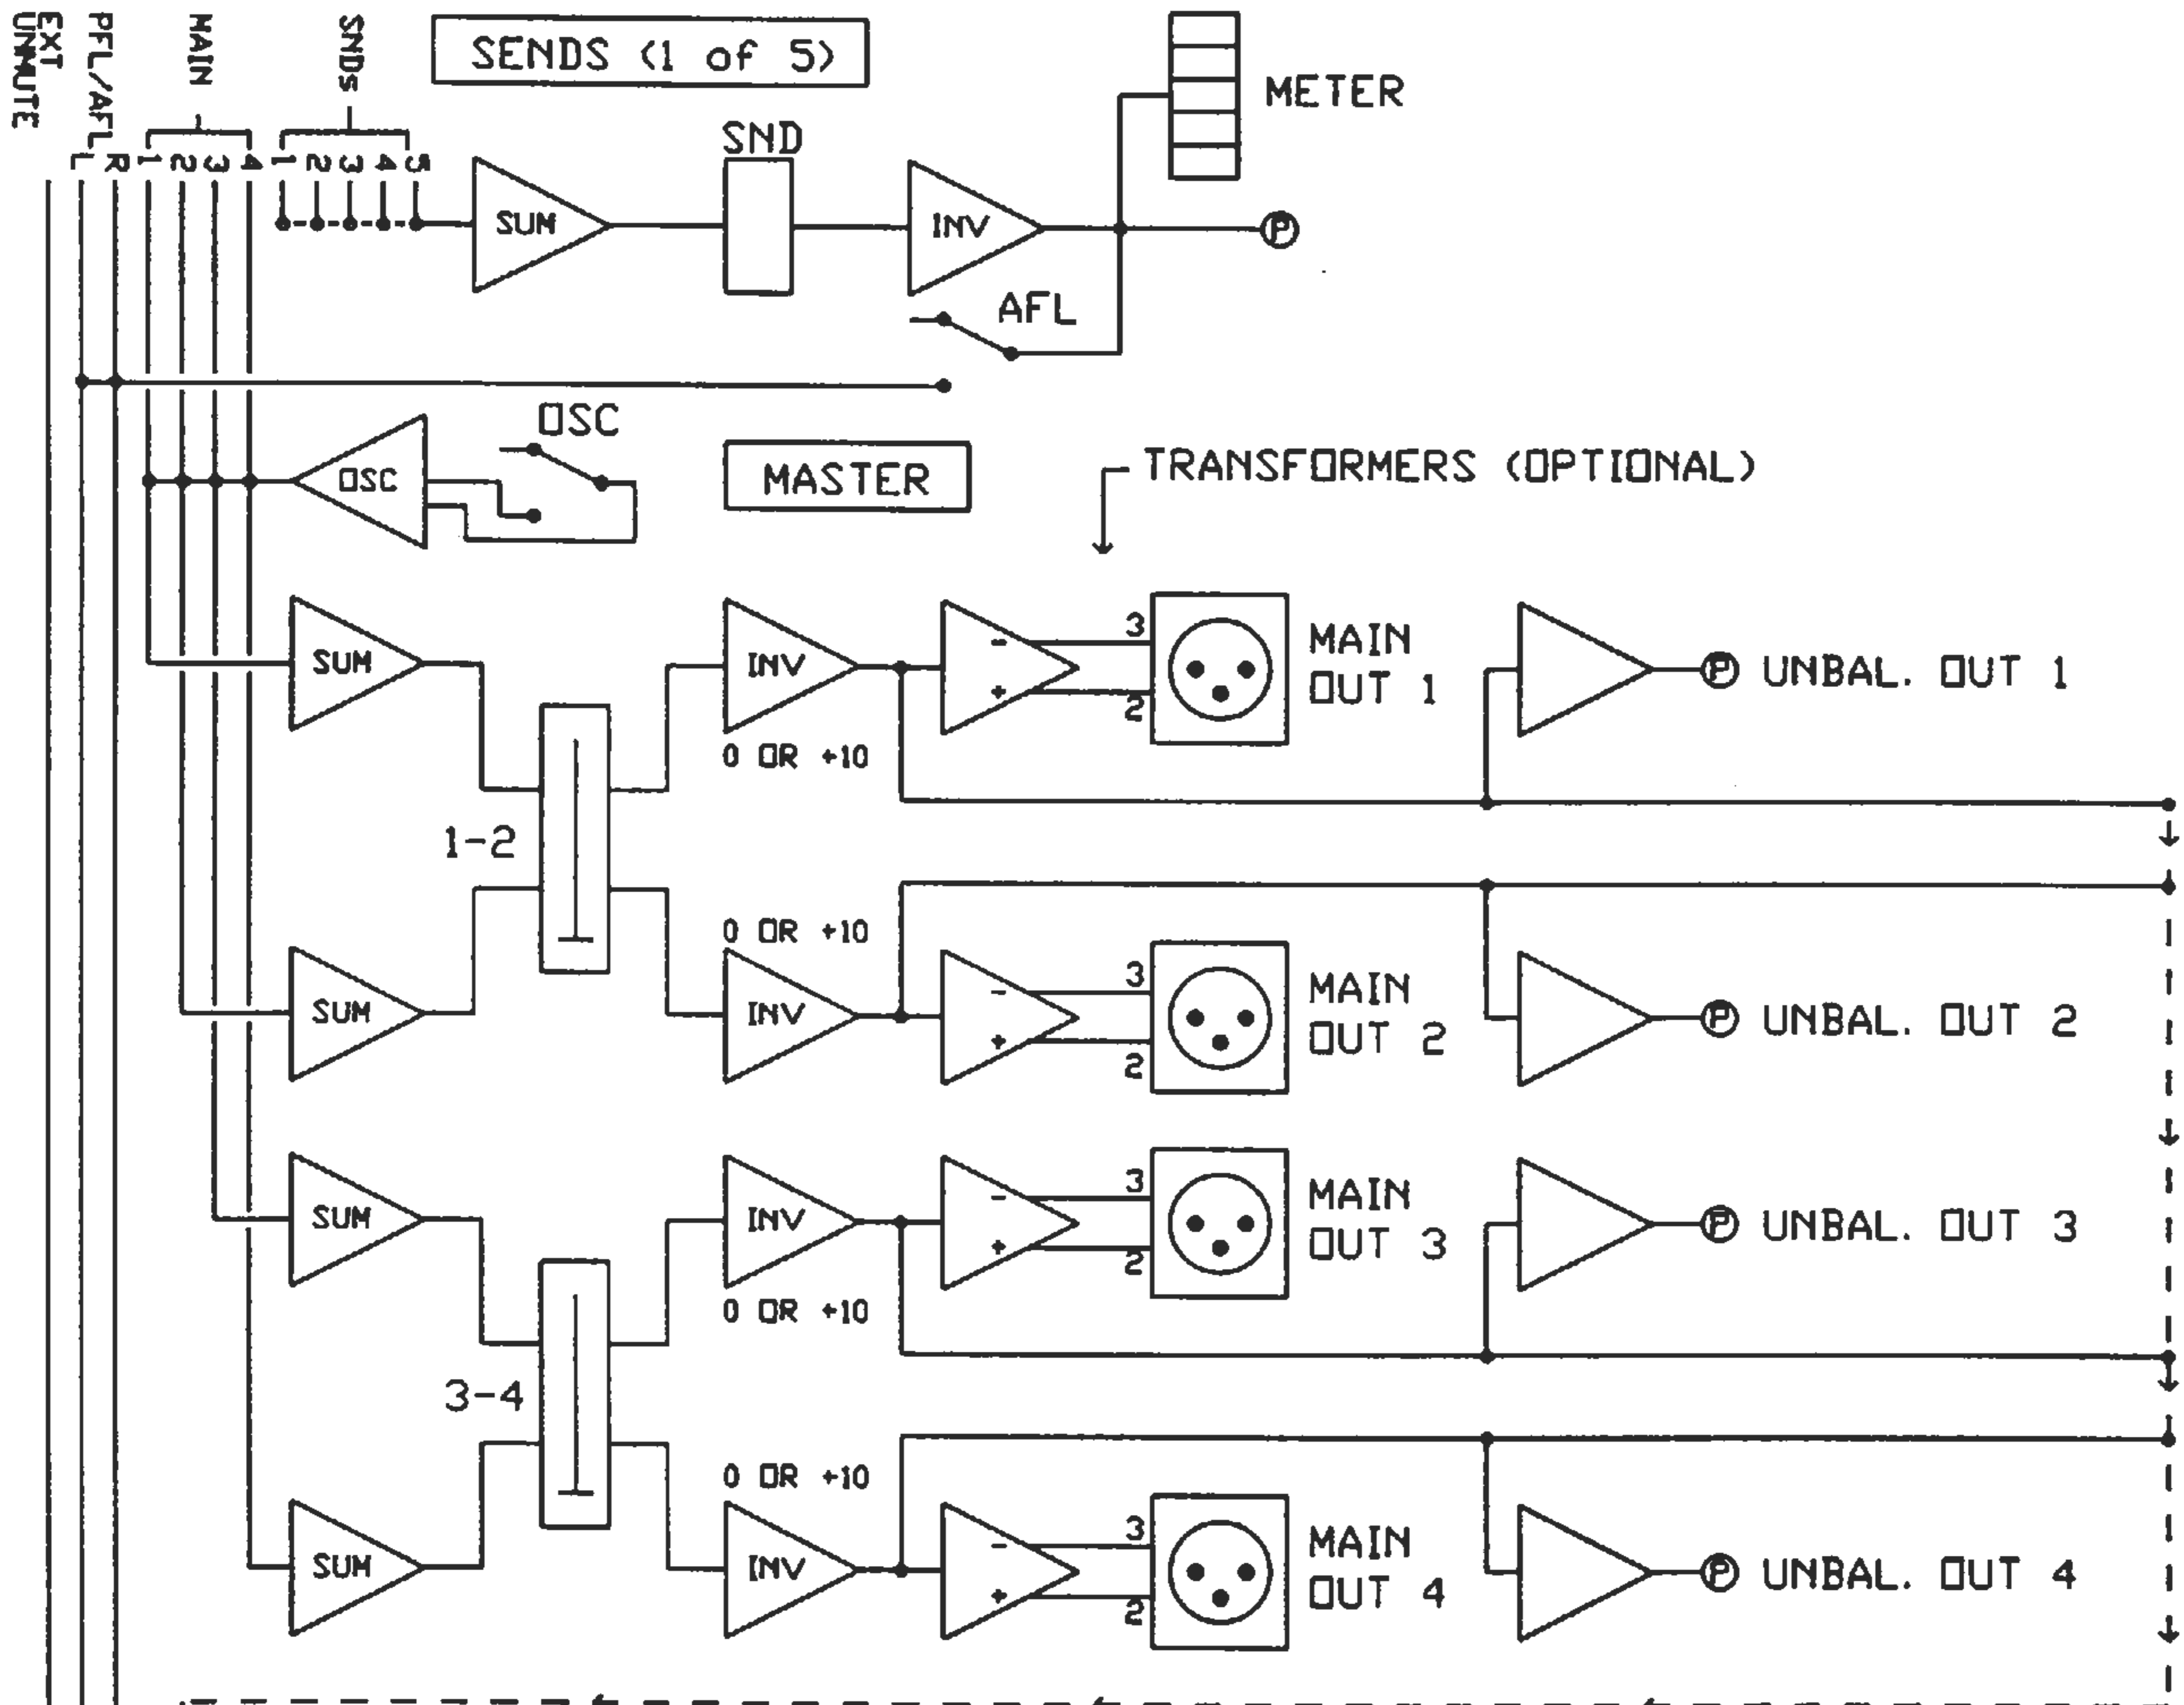 EXT
UNMUTE
PFL/AFL
MAIN
SNDs
SENDS (1 of 5)
METER
L R 1 2 3 4 1 2 3 4 5
SND
SUM
INV
P
AFL
OSC
OSC
MASTER
TRANSFORMERS (OPTIONAL)
SUM
INV
0 OR +10
-
+
3
2
MAIN
OUT 1
P UNBAL. OUT 1
1-2
0 OR +10
SUM
INV
-
+
3
2
MAIN
OUT 2
P UNBAL. OUT 2
SUM
INV
0 OR +10
-
+
3
2
MAIN
OUT 3
P UNBAL. OUT 3
3-4
0 OR +10
SUM
INV
-
+
3
2
MAIN
OUT 4
P UNBAL. OUT 4